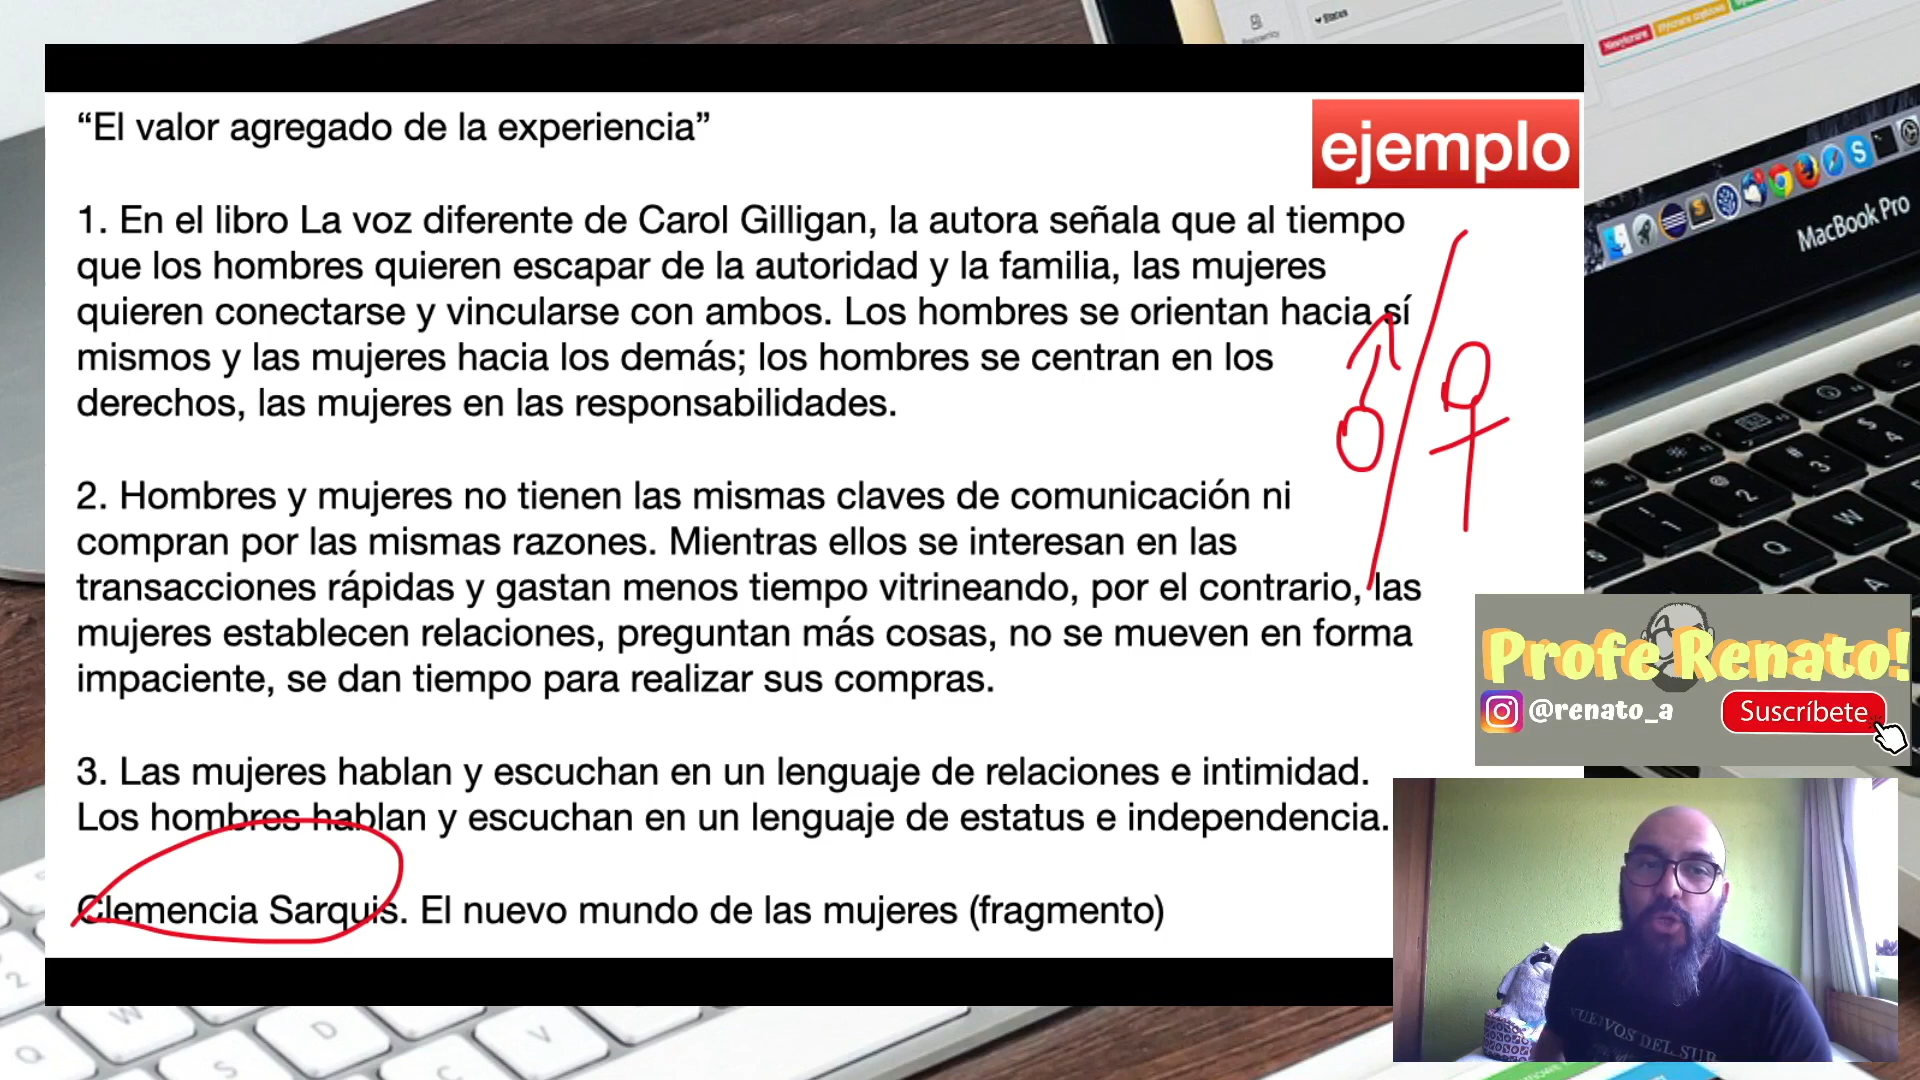 “El valor agregado de la experiencia”
ejemplo
1. En el libro La voz diferente de Carol Gilligan, la autora señala que al tiempo
que los hombres quieren escapar de la autoridad y la familia, las mujeres
quieren conectarse y vincularse con ambos. Los hombres se orientan hacia sí
mismos y las mujeres hacia los demás; los hombres se centran en los
derechos, las mujeres en las responsabilidades.
2. Hombres y mujeres no tienen las mismas claves de comunicación ni
compran por las mismas razones. Mientras ellos se interesan en las
transacciones rápidas y gastan menos tiempo vitrineando, por el contrario, las
mujeres establecen relaciones, preguntan más cosas, no se mueven en forma
impaciente, se dan tiempo para realizar sus compras.
3. Las mujeres hablan y escuchan en un lenguaje de relaciones e intimidad.
Los hombres hablan y escuchan en un lenguaje de estatus e independencia.
Clemencia Sarquis. El nuevo mundo de las mujeres (fragmento)
Status
MacBook Pro
Profe Renato!
@renato_a
Suscríbete
DEL SUR